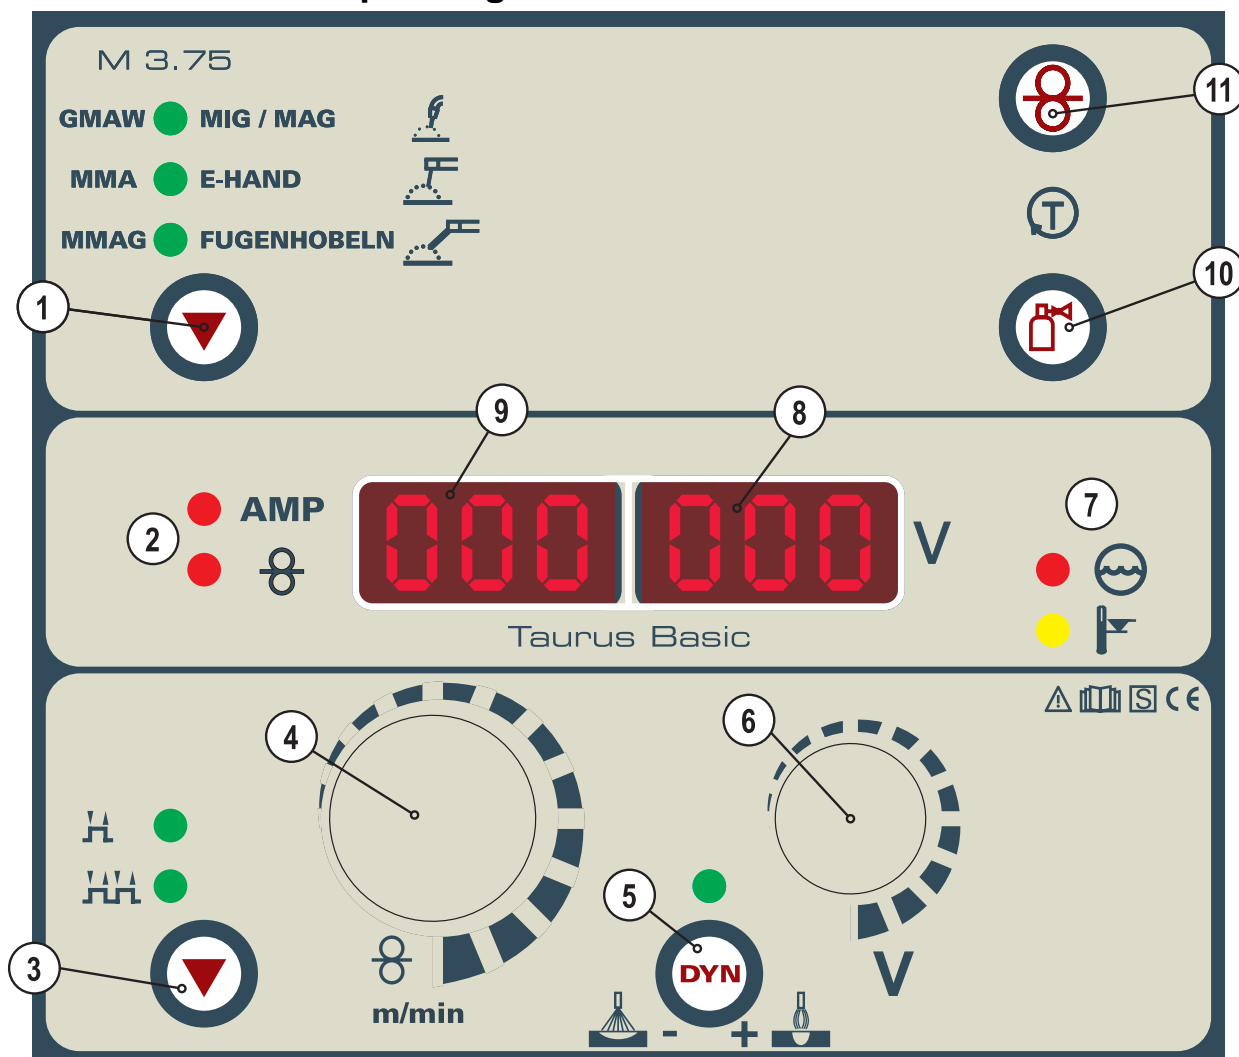 M 3.75
GMAW MIG / MAG
MMA E-HAND
MMAG FUGENHOBELN
11
T
10
1
9
8
7
2
AMP
000
000
V
Taurus Basic
S CE
4
6
5
3
DYN
V
m/min
- +